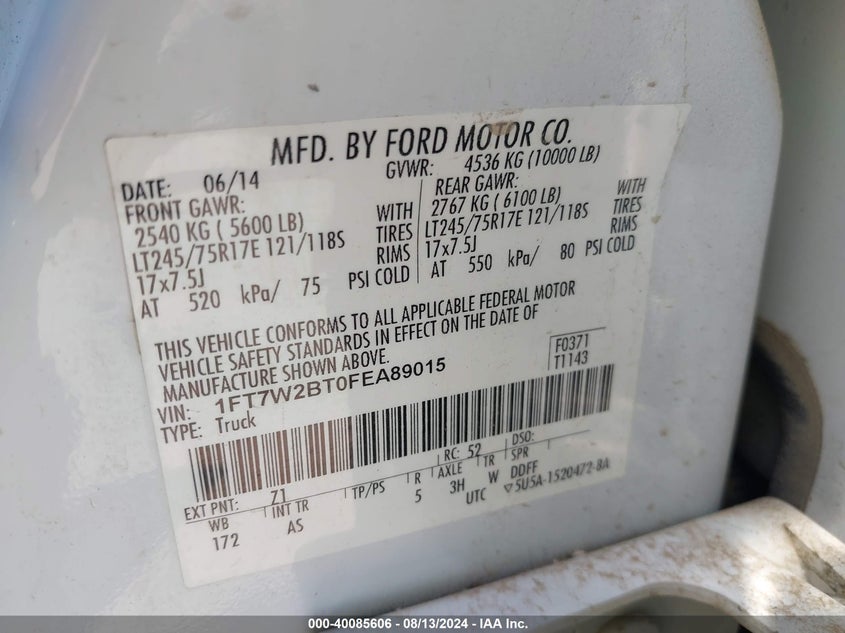 MFD. BY FORD MOTOR CO.
DATE: 06/14 GVWR: 4536 KG (10000 LB)
FRONT GAWR: REAR GAWR:
2540 KG ( 5600 LB) WITH 2767 KG ( 6100 LB) WITH
LT245/75R17E 121/118S TIRES LT245/75R17E 121/118S TIRES
17x7.5J RIMS 17x7.5J RIMS
AT 520 kPa/ 75 PSI COLD AT 550 kPa/ 80 PSI COLD
THIS VEHICLE CONFORMS TO ALL APPLICABLE FEDERAL MOTOR
VEHICLE SAFETY STANDARDS IN EFFECT ON THE DATE OF
MANUFACTURE SHOWN ABOVE.
F0371
T1143
VIN: 1FT7W2BT0FEA89015
TYPE: Truck
EXT PNT: Z1 RC: 52 DSO:
WB INT TR TP/PS R AXLE TR SPR
172 AS 5 3H W DDFF
UTC ▽5U5A-1520472-BA
000-40085606 - 08/13/2024 - IAA Inc.